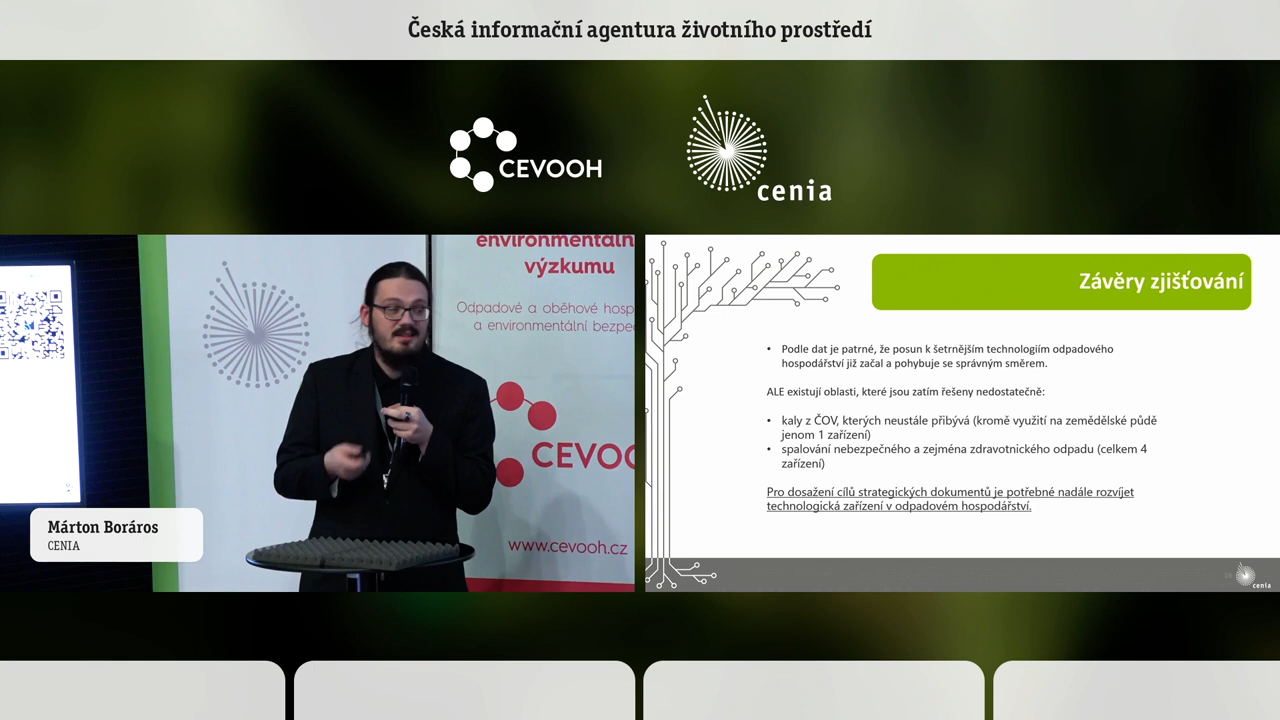 Česká informační agentura životního prostředí
CEVOOH
cenia
environmentáln
výzkumu
Odpadové a oběhové hosp
a environmentální bezpe
CEVOO
www.cevooh.cz
Márton Boráros
CENIA
Závěry zjišťování
• Podle dat je patrné, že posun k šetrnějším technologiím odpadového
hospodářství již začal a pohybuje se správným směrem.
ALE existují oblasti, které jsou zatím řešeny nedostatečně:
• kaly z ČOV, kterých neustále přibývá (kromě využití na zemědělské půdě
jenom 1 zařízení)
• spalování nebezpečného a zejména zdravotnického odpadu (celkem 4
zařízení)
Pro dosažení cílů strategických dokumentů je potřebné nadále rozvíjet
technologická zařízení v odpadovém hospodářství.
cenia